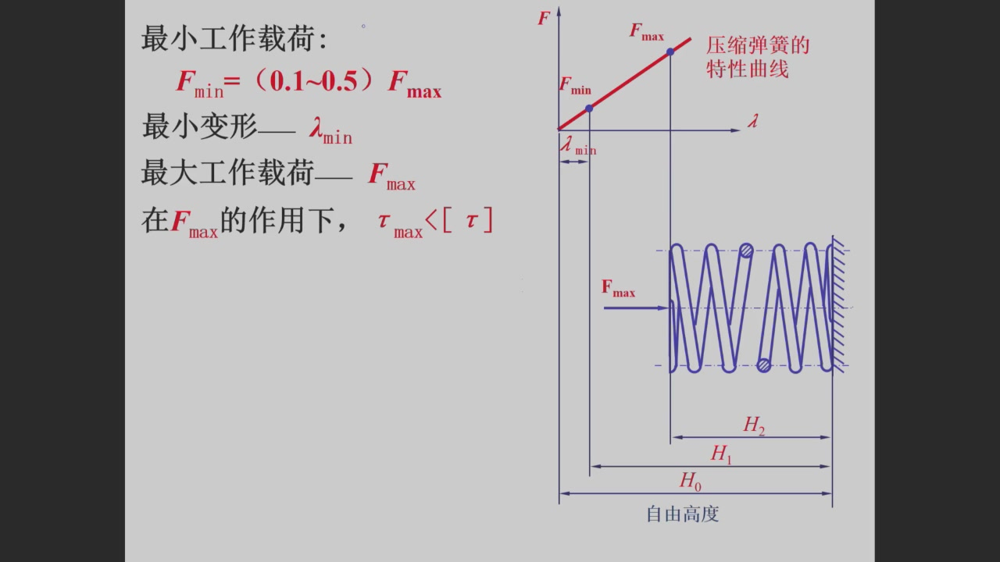 最小工作载荷:
Fmin=（0.1~0.5）Fmax
最小变形— λmin
最大工作载荷— Fmax
在Fmax的作用下， τmax<[ τ]
F
Fmax
压缩弹簧的
特性曲线
Fmin
λ
λmin
Fmax
H2
H1
H0
自由高度